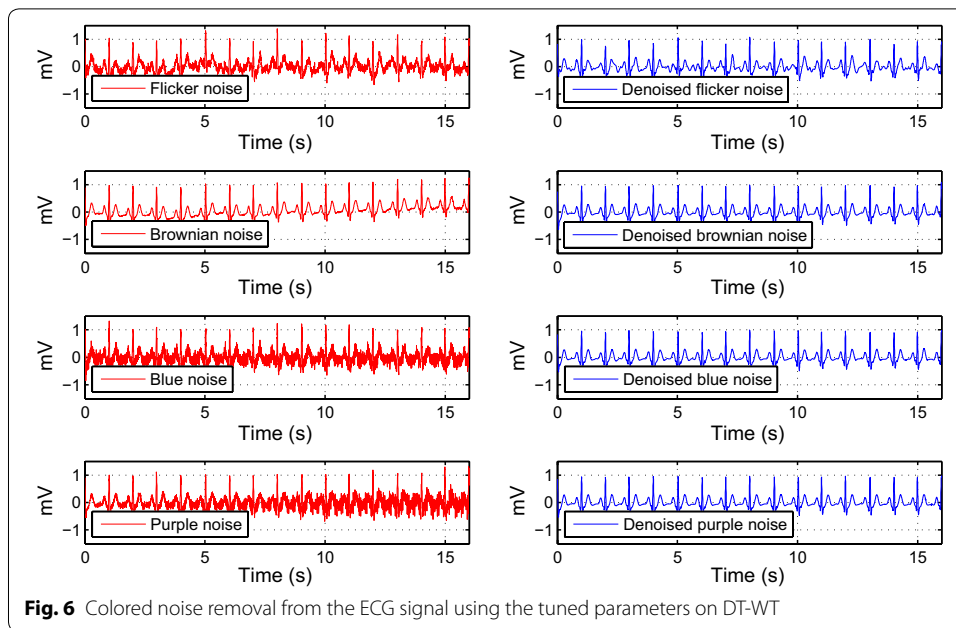 mV
1
0
−1
Flicker noise
0 5 10 15
Time (s)
mV
1
0
−1
Denoised flicker noise
0 5 10 15
Time (s)
mV
1
0
−1
Brownian noise
0 5 10 15
Time (s)
mV
1
0
−1
Denoised brownian noise
0 5 10 15
Time (s)
mV
1
0
−1
Blue noise
0 5 10 15
Time (s)
mV
1
0
−1
Denoised blue noise
0 5 10 15
Time (s)
mV
1
0
−1
Purple noise
0 5 10 15
Time (s)
mV
1
0
−1
Denoised purple noise
0 5 10 15
Time (s)
Fig. 6 Colored noise removal from the ECG signal using the tuned parameters on DT-WT